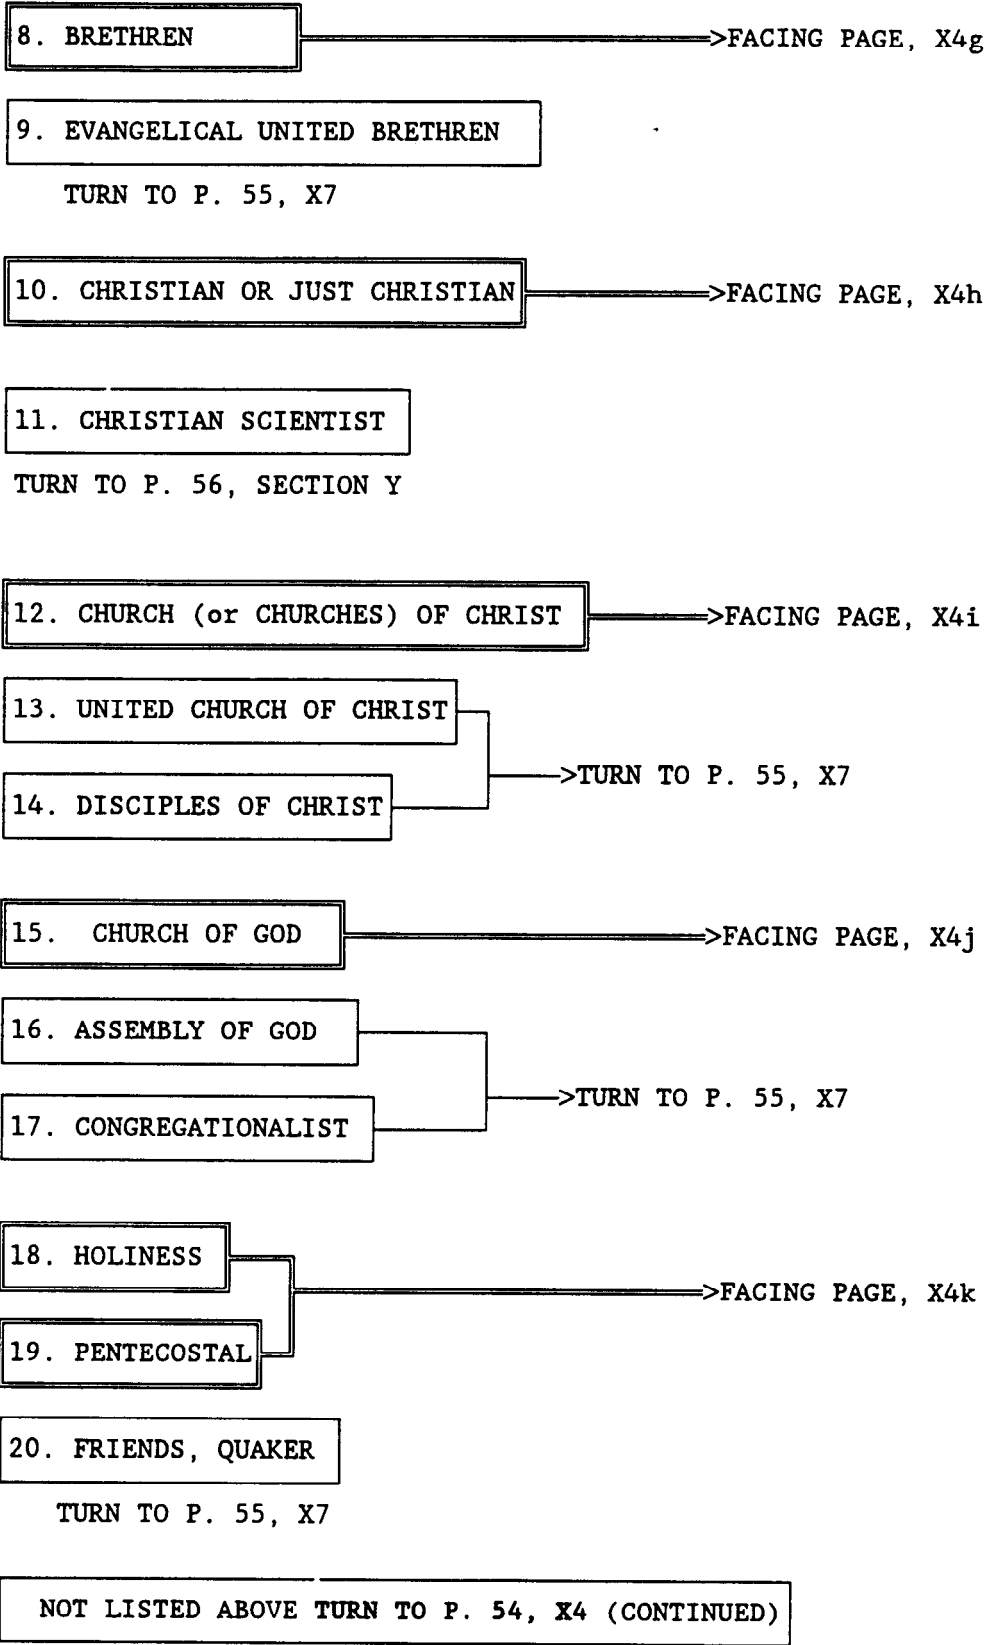 8. BRETHREN >FACING PAGE, X4g
9. EVANGELICAL UNITED BRETHREN
TURN TO P. 55, X7
10. CHRISTIAN OR JUST CHRISTIAN >FACING PAGE, X4h
11. CHRISTIAN SCIENTIST
TURN TO P. 56, SECTION Y
12. CHURCH (or CHURCHES) OF CHRIST >FACING PAGE, X4i
13. UNITED CHURCH OF CHRIST
>TURN TO P. 55, X7
14. DISCIPLES OF CHRIST
15. CHURCH OF GOD >FACING PAGE, X4j
16. ASSEMBLY OF GOD
>TURN TO P. 55, X7
17. CONGREGATIONALIST
18. HOLINESS
>FACING PAGE, X4k
19. PENTECOSTAL
20. FRIENDS, QUAKER
TURN TO P. 55, X7
NOT LISTED ABOVE TURN TO P. 54, X4 (CONTINUED)